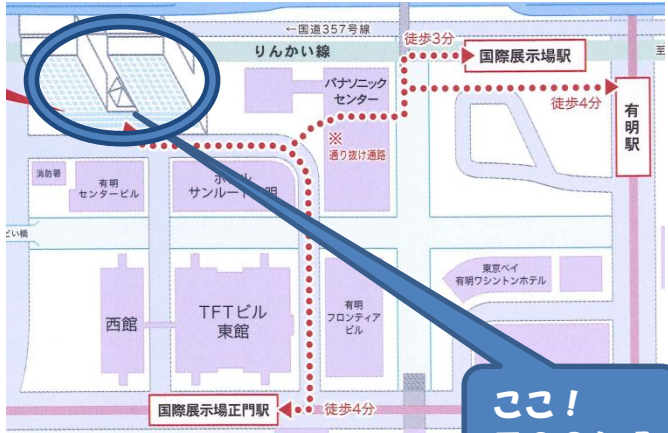 ←国道357号線
りんかい線
徒歩3分
国際展示場駅
パナソニック
センター
徒歩4分
有明駅
※
通り抜け通路
消防署
有明
センタービル
サンルート
西館
TFTビル
東館
有明
フロンティア
ビル
東京ベイ
有明ワシントンホテル
国際展示場正門駅
徒歩4分
ここ!